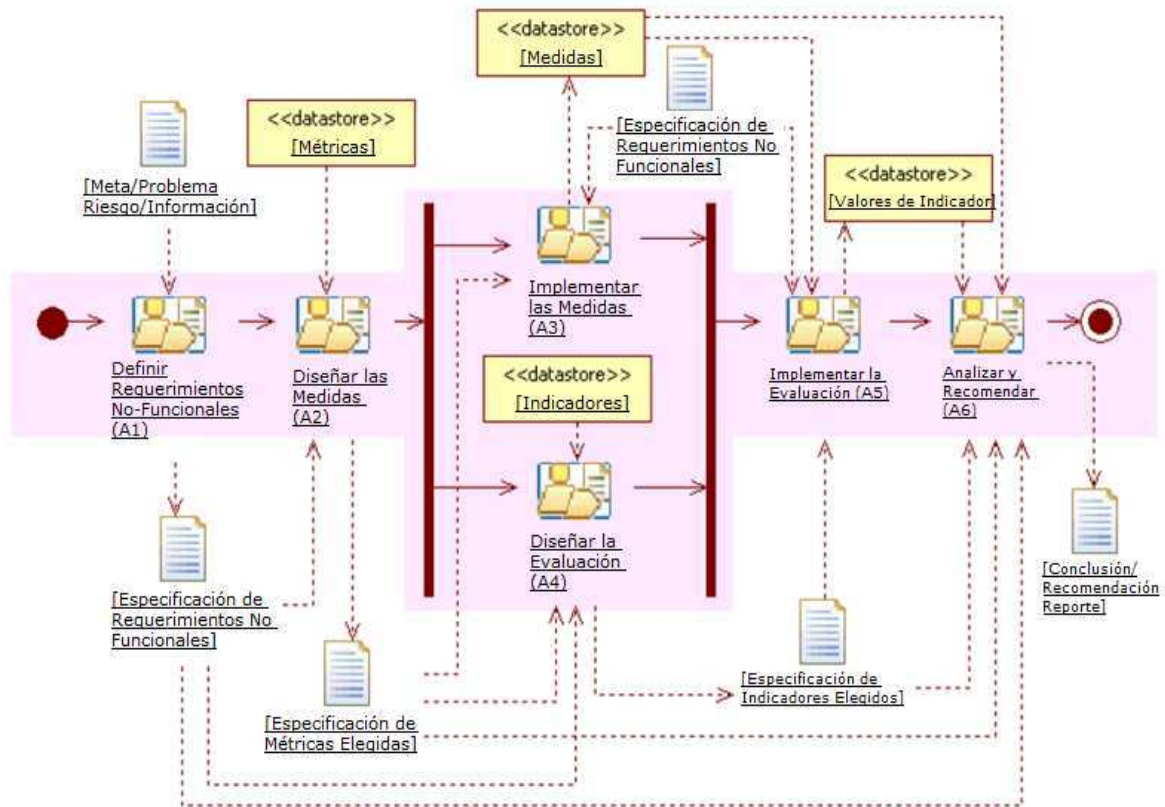 <<datastore>>
[Medidas]
<<datastore>>
[Métricas]
[Meta/Problema
Riesgo/Información]
[Especificación de
Requerimientos No
Funcionales]
<<datastore>>
[Valores de Indicador]
Definir
Requerimientos
No-Funcionales
(A1)
Diseñar las
Medidas
(A2)
Implementar
las Medidas
(A3)
<<datastore>>
[Indicadores]
Diseñar la
Evaluación
(A4)
Implementar la
Evaluación (A5)
Analizar y
Recomendar
(A6)
[Especificación de
Requerimientos No
Funcionales]
[Especificación de
Métricas Elegidas]
[Especificación de
Indicadores Elegidos]
[Conclusión/
Recomendación
Reporte]